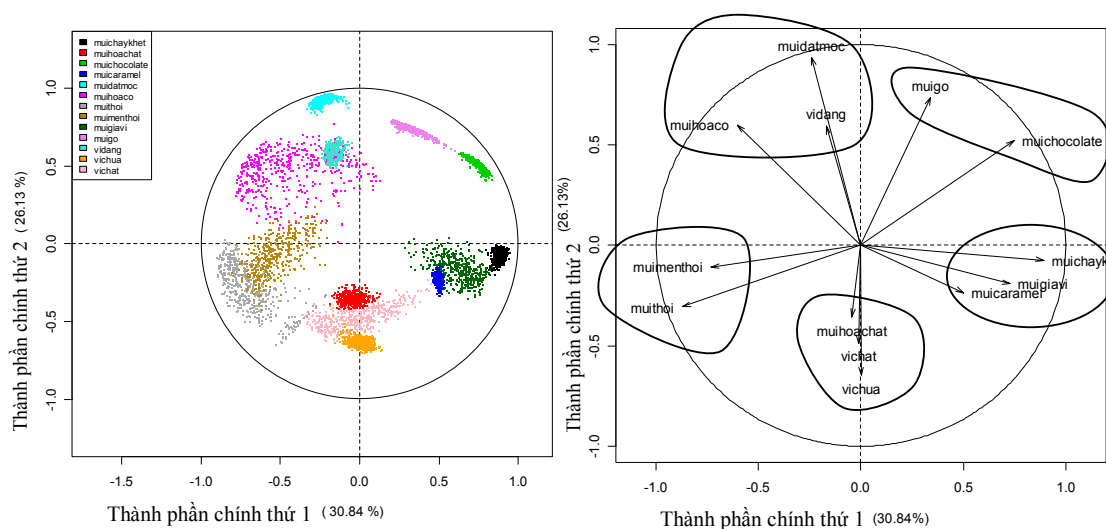 muichaykhet
muihoachat
muichocolate
muicaramel
muidatmoc
muihoaco
muithoi
muimenthoi
muigiavi
muigo
vidang
vichua
vichat
1.0
0.5
0.0
-0.5
-1.0
-1.5
-1.0
-0.5
0.0
0.5
1.0
Thành phần chính thứ 2 ( 26.13 %)
Thành phần chính thứ 1 ( 30.84 %)
muidatmoc
muigo
vidang
muihoaco
muichocolate
muimenthoi
muichayk
muigiavi
muicaramel
muithoi
muihoachat
vichat
vichua
1.0
0.5
0.0
-0.5
-1.0
-1.0
-0.5
0.0
0.5
1.0
Thành phần chính thứ 2 (26.13%)
Thành phần chính thứ 1 (30.84%)